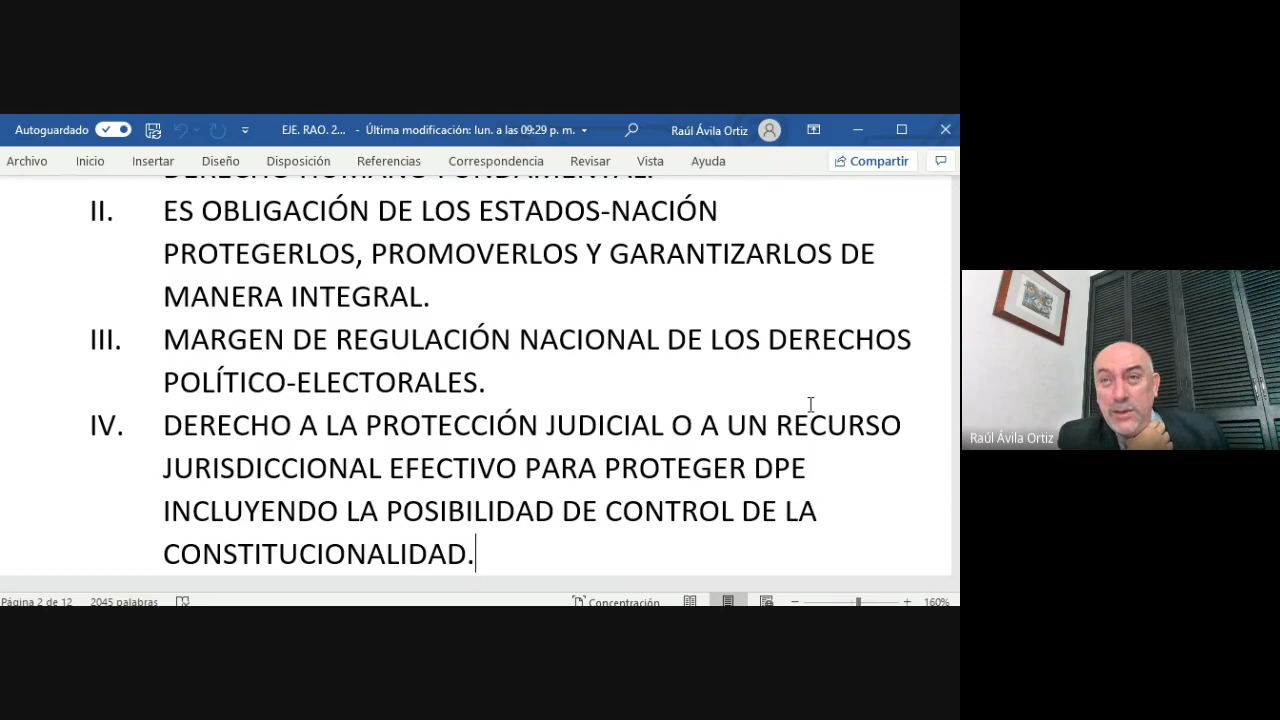 Autoguardado EJE. RAO. 2... - Última modificación: lun. a las 09:29 p. m. Raúl Ávila Ortiz
Archivo Inicio Insertar Diseño Disposición Referencias Correspondencia Revisar Vista Ayuda Compartir
DERECHO HUMANO FUNDAMENTAL.
II. ES OBLIGACIÓN DE LOS ESTADOS-NACIÓN
PROTEGERLOS, PROMOVERLOS Y GARANTIZARLOS DE
MANERA INTEGRAL.
III. MARGEN DE REGULACIÓN NACIONAL DE LOS DERECHOS
POLÍTICO-ELECTORALES.
IV. DERECHO A LA PROTECCIÓN JUDICIAL O A UN RECURSO
JURISDICCIONAL EFECTIVO PARA PROTEGER DPE
INCLUYENDO LA POSIBILIDAD DE CONTROL DE LA
CONSTITUCIONALIDAD.
Página 2 de 12 2045 palabras Concentración 160%
Raúl Ávila Ortiz